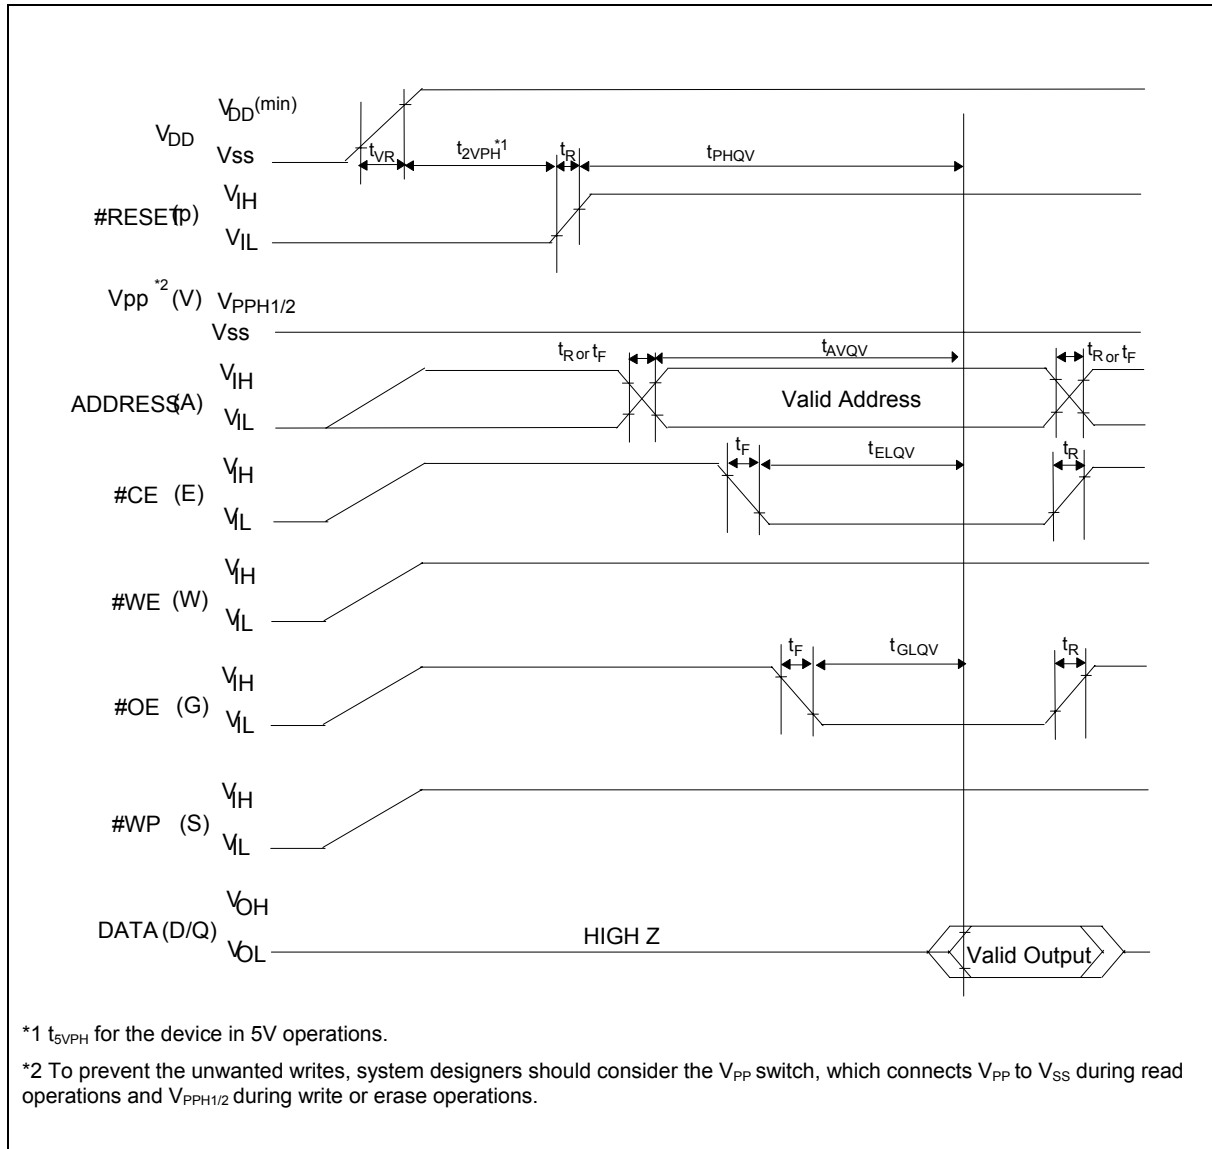 VDD(min)
VDD
Vss
tVR
t2VPH*1
tR
tPHQV
VIH
#RESET(p)
VIL
Vpp *2 (V) VPPH1/2
Vss
tR or tF
tAVQV
tR or tF
VIH
ADDRESS(A)
VIL
Valid Address
tF
tELQV
tR
VIH
#CE (E)
VIL
VIH
#WE (W)
VIL
tF
tGLQV
tR
VIH
#OE (G)
VIL
VIH
#WP (S)
VIL
VOH
DATA (D/Q)
VOL
HIGH Z
Valid Output
*1 t5VPH for the device in 5V operations.
*2 To prevent the unwanted writes, system designers should consider the VPP switch, which connects VPP to VSS during read
operations and VPPH1/2 during write or erase operations.